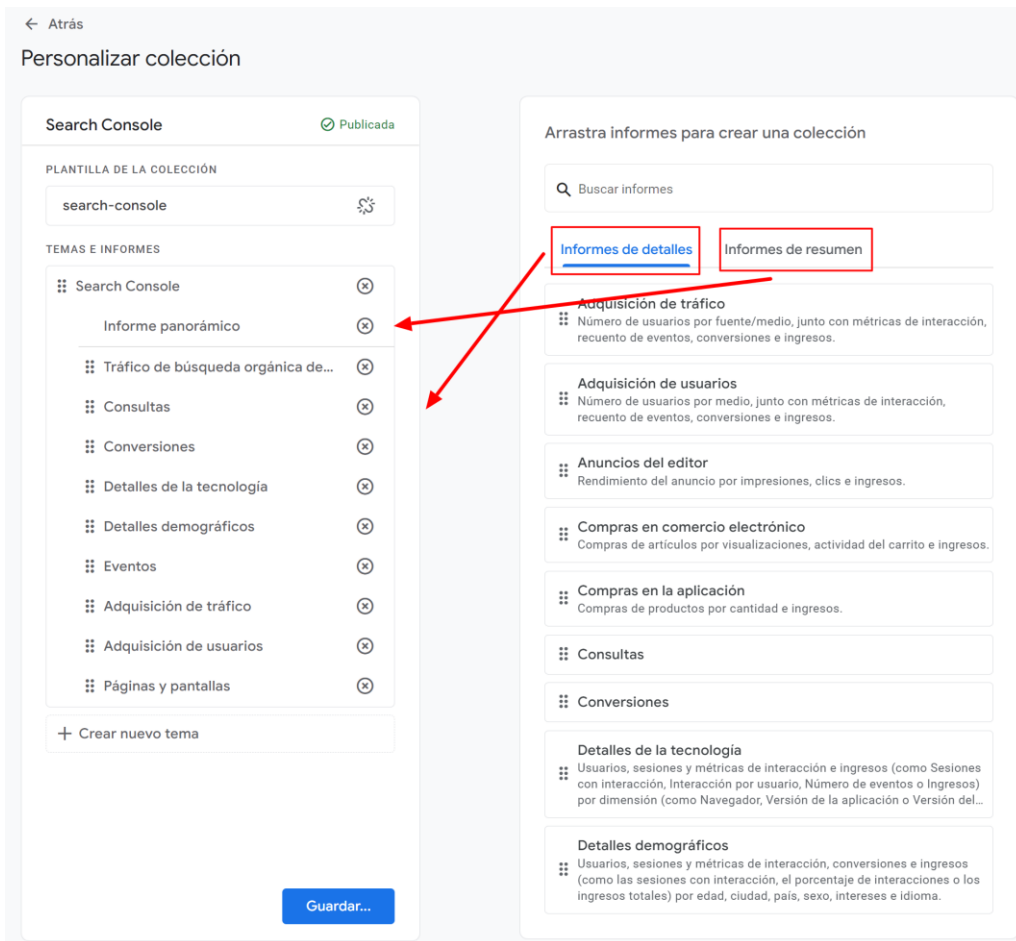 Atrás
Personalizar colección
Search Console
Publicada
PLANTILLA DE LA COLECCIÓN
search-console
TEMAS E INFORMES
Search Console
Informe panorámico
Tráfico de búsqueda orgánica de...
Consultas
Conversiones
Detalles de la tecnología
Detalles demográficos
Eventos
Adquisición de tráfico
Adquisición de usuarios
Páginas y pantallas
Crear nuevo tema
Guardar...
Arrastra informes para crear una colección
Buscar informes
Informes de detalles
Informes de resumen
Adquisición de tráfico
Número de usuarios por fuente/medio, junto con métricas de interacción,
recuento de eventos, conversiones e ingresos.
Adquisición de usuarios
Número de usuarios por medio, junto con métricas de interacción,
recuento de eventos, conversiones e ingresos.
Anuncios del editor
Rendimiento del anuncio por impresiones, clics e ingresos.
Compras en comercio electrónico
Compras de artículos por visualizaciones, actividad del carrito e ingresos.
Compras en la aplicación
Compras de productos por cantidad e ingresos.
Consultas
Conversiones
Detalles de la tecnología
Usuarios, sesiones y métricas de interacción e ingresos (como Sesiones
con interacción, Interacción por usuario, Número de eventos o Ingresos)
por dimensión (como Navegador, Versión de la aplicación o Versión del...
Detalles demográficos
Usuarios, sesiones y métricas de interacción, conversiones e ingresos
(como las sesiones con interacción, el porcentaje de interacciones o los
ingresos totales) por edad, ciudad, país, sexo, intereses e idioma.